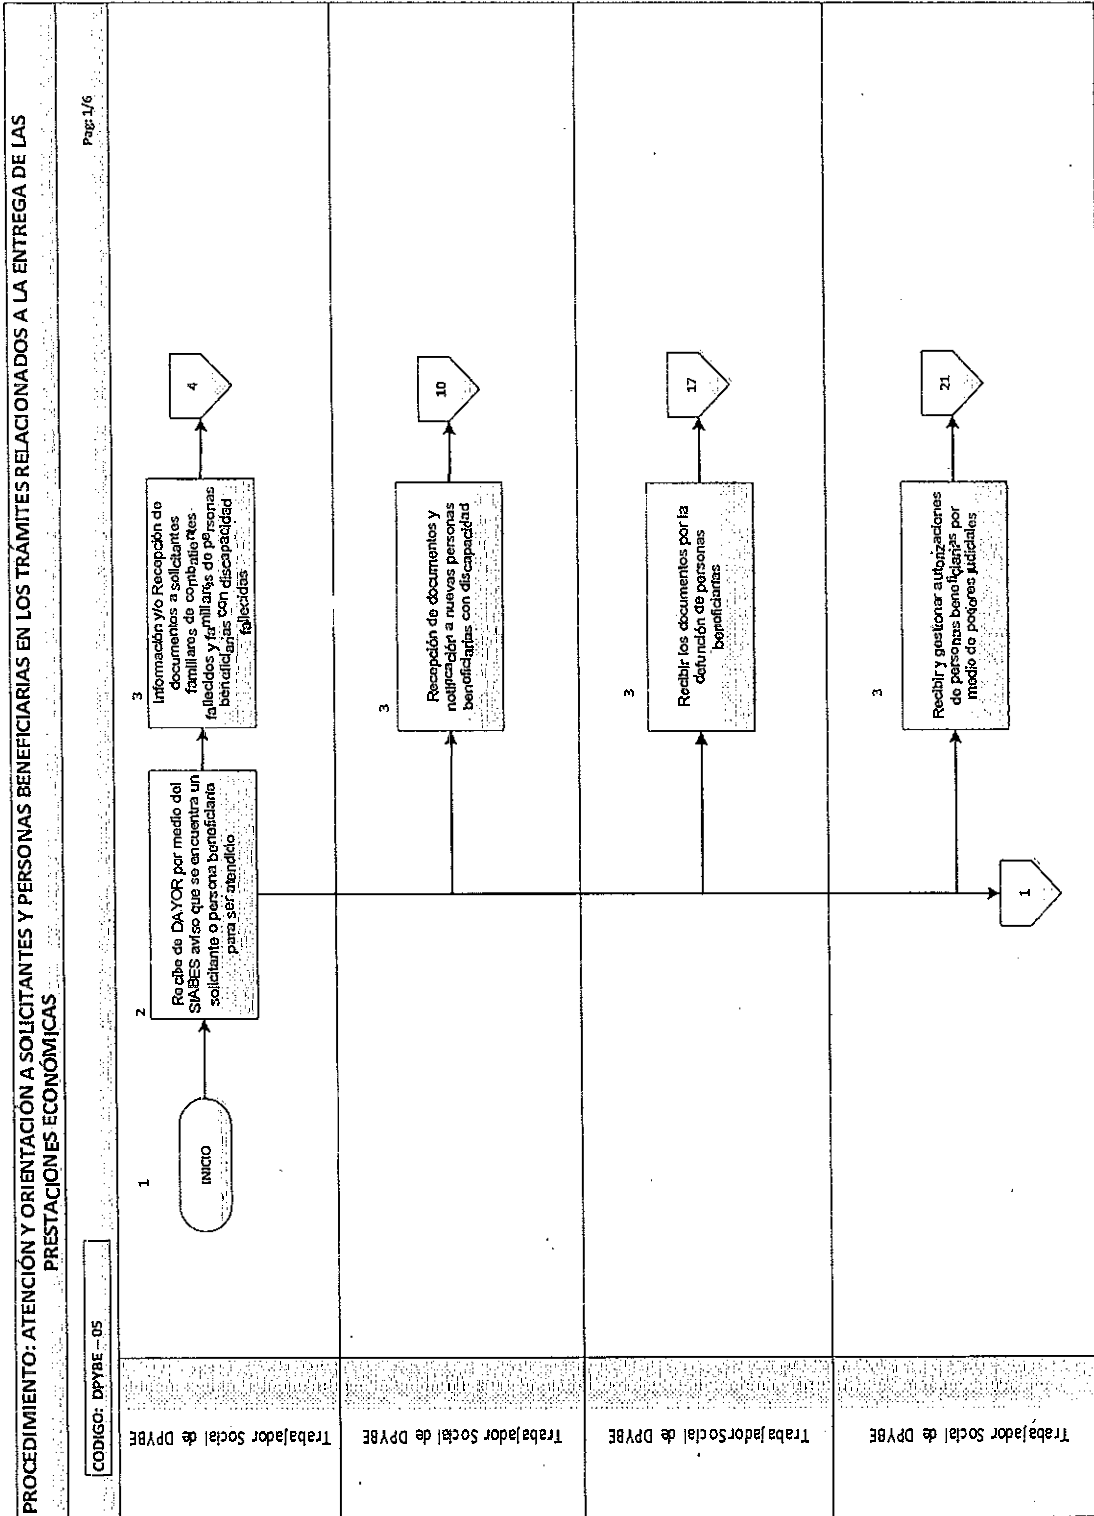 PROCEDIMIENTO: ATENCIÓN Y ORIENTACIÓN A SOLICITANTES Y PERSONAS BENEFICIARIAS EN LOS TRÁMITES RELACIONADOS A LA ENTREGA DE LAS
PRESTACIONES ECONÓMICAS
CODIGO: DPYBE – 05
Pag: 1/6
Trabajador Social de DPYBE
1
INICIO
2
Recibe de DAYOR por medio del
SIABES aviso que se encuentra un
solicitante o persona beneficiaria
para ser atendido
3
Información y/o Recepción de
documentos a solicitantes
familiares de combatientes
fallecidos y familiares de personas
beneficiarias con discapacidad
fallecidas
4
Trabajador Social de DPYBE
3
Recepción de documentos y
notificación a nuevas personas
beneficiarias con discapacidad
10
Trabajador Social de DPYBE
3
Recibir los documentos por la
defunción de personas
beneficiarias
17
Trabajador Social de DPYBE
3
Recibir y gestionar autorizaciones
de personas beneficiarias por
medio de poderes judiciales
21
1